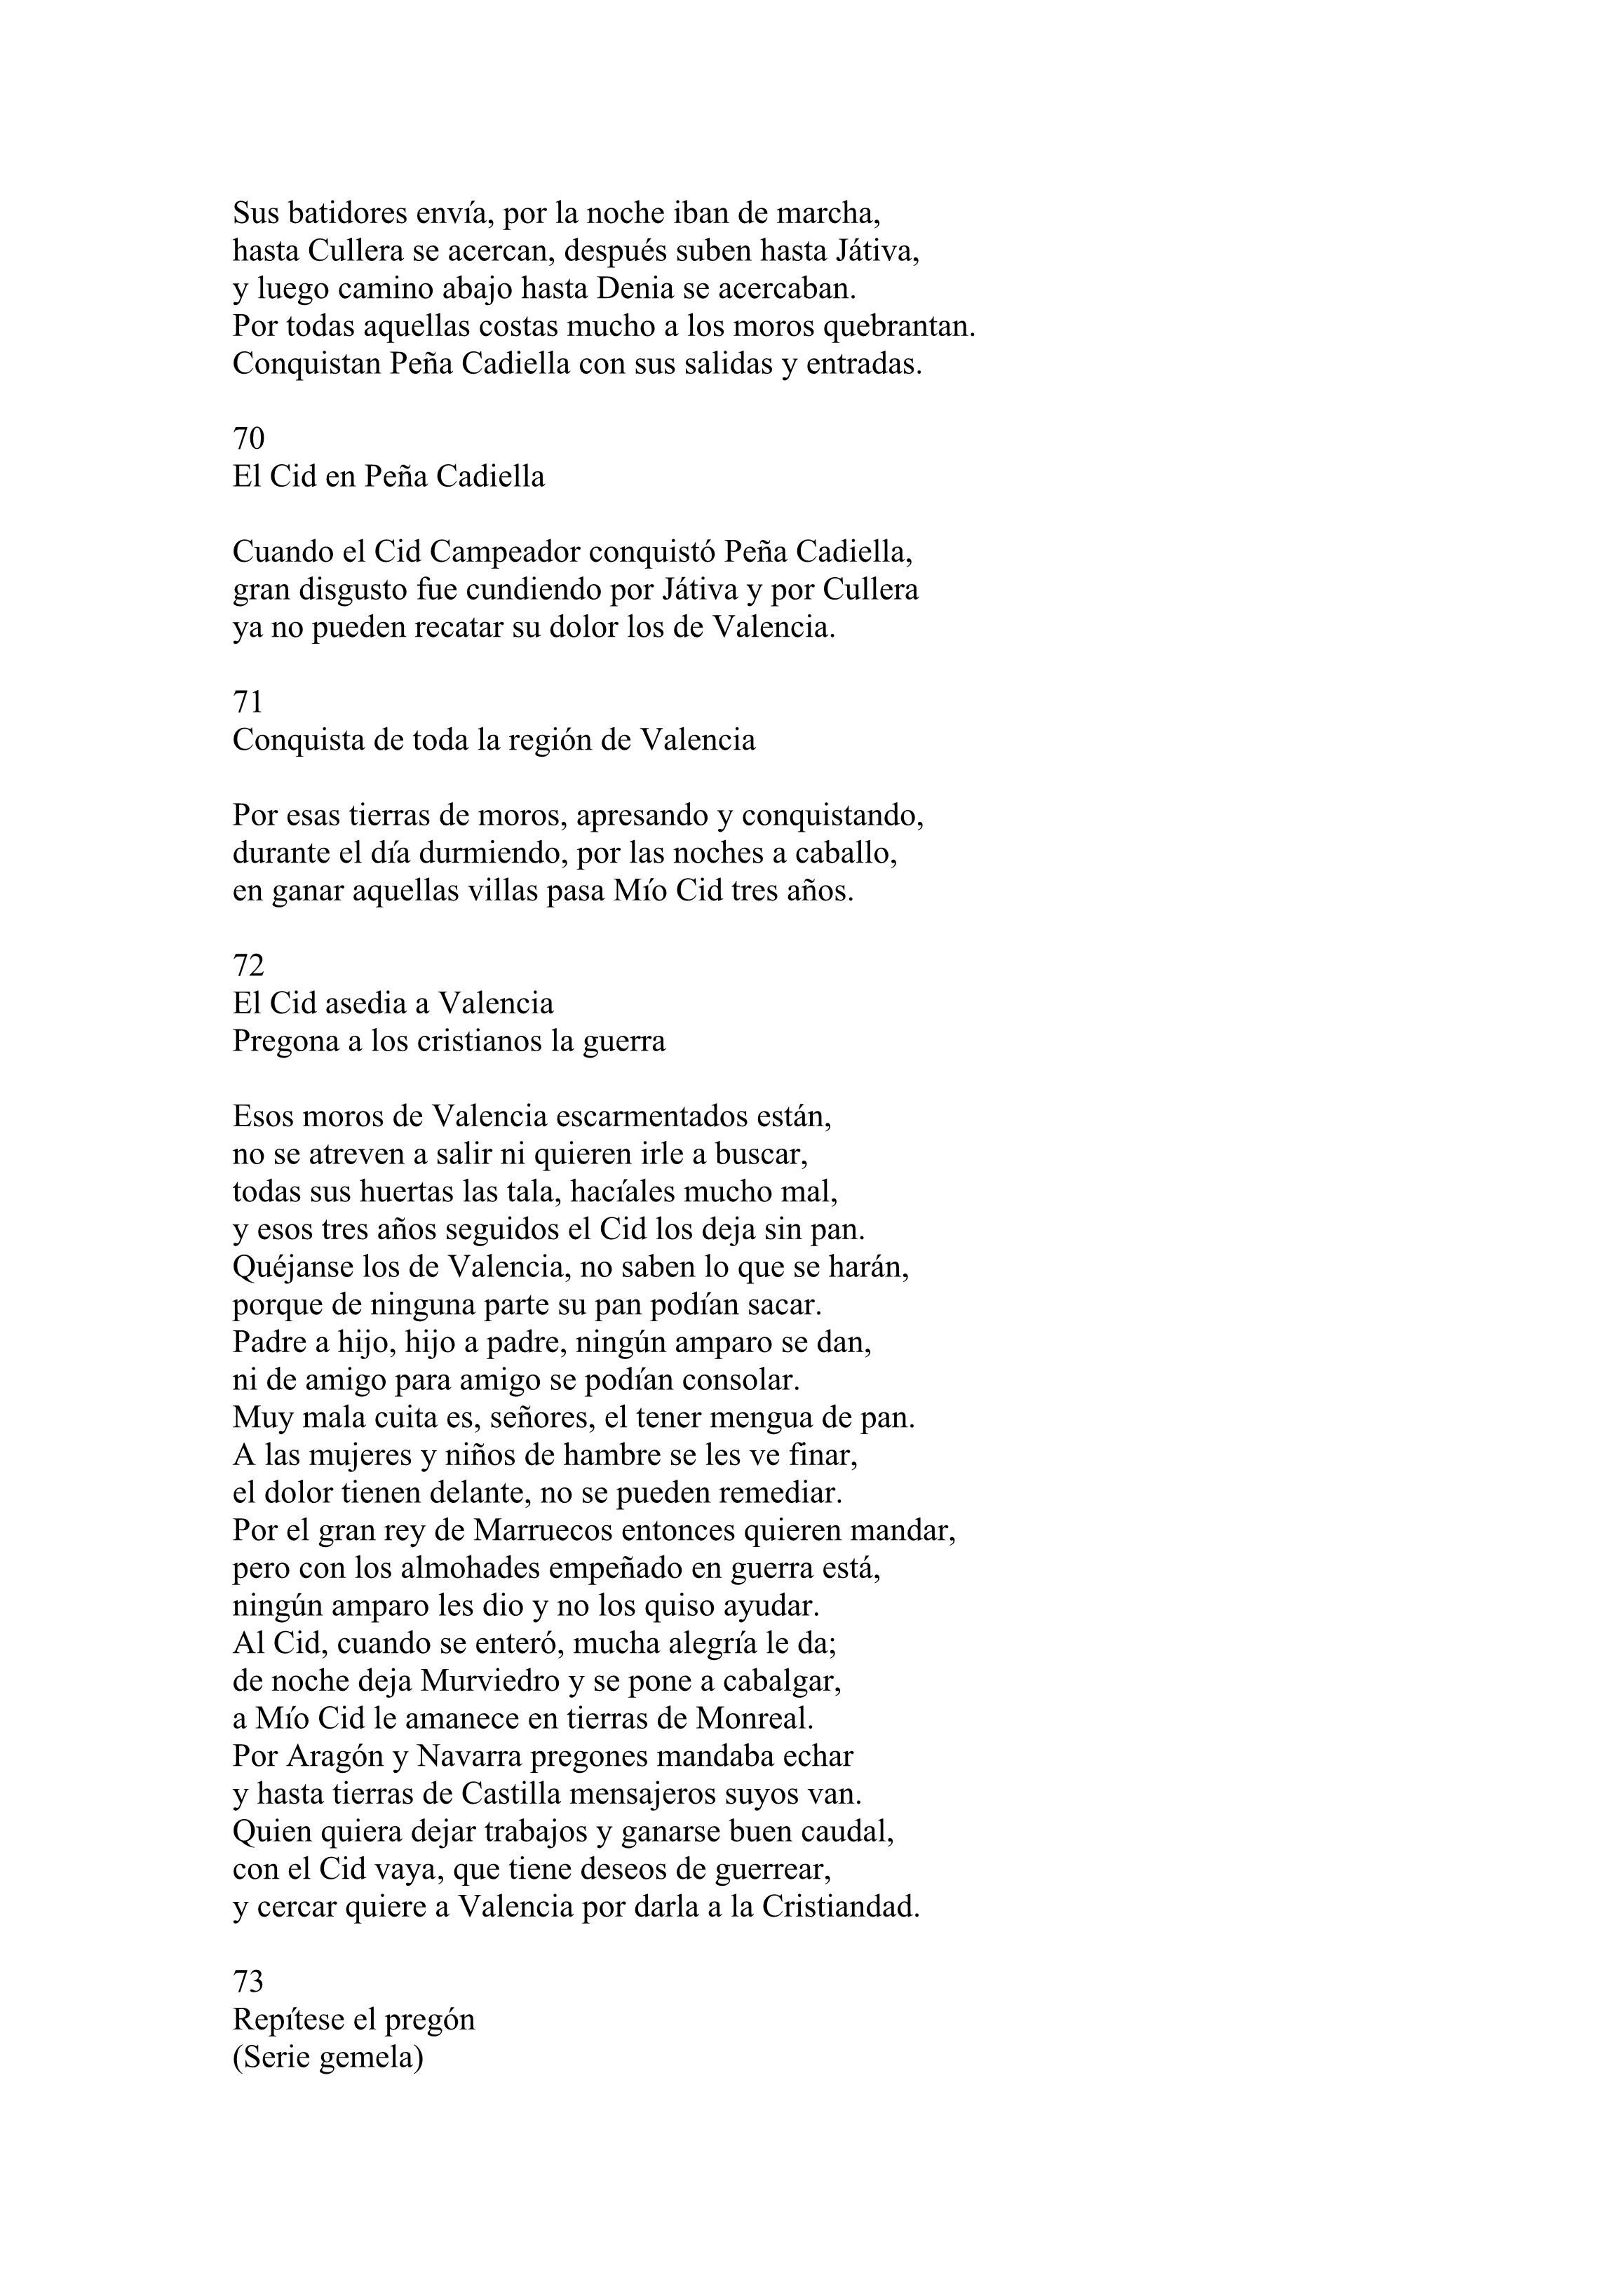 Sus batidores envía, por la noche iban de marcha,
hasta Cullera se acercan, después suben hasta Játiva,
y luego camino abajo hasta Denia se acercaban.
Por todas aquellas costas mucho a los moros quebrantan.
Conquistan Peña Cadiella con sus salidas y entradas.

70
El Cid en Peña Cadiella

Cuando el Cid Campeador conquistó Peña Cadiella,
gran disgusto fue cundiendo por Játiva y por Cullera
ya no pueden recatar su dolor los de Valencia.

71
Conquista de toda la región de Valencia

Por esas tierras de moros, apresando y conquistando,
durante el día durmiendo, por las noches a caballo,
en ganar aquellas villas pasa Mío Cid tres años.

72
El Cid asedia a Valencia
Pregona a los cristianos la guerra

Esos moros de Valencia escarmentados están,
no se atreven a salir ni quieren irle a buscar,
todas sus huertas las tala, hacíales mucho mal,
y esos tres años seguidos el Cid los deja sin pan.
Quéjanse los de Valencia, no saben lo que se harán,
porque de ninguna parte su pan podían sacar.
Padre a hijo, hijo a padre, ningún amparo se dan,
ni de amigo para amigo se podían consolar.
Muy mala cuita es, señores, el tener mengua de pan.
A las mujeres y niños de hambre se les ve finar,
el dolor tienen delante, no se pueden remediar.
Por el gran rey de Marruecos entonces quieren mandar,
pero con los almohades empeñado en guerra está,
ningún amparo les dio y no los quiso ayudar.
Al Cid, cuando se enteró, mucha alegría le da;
de noche deja Murviedro y se pone a cabalgar,
a Mío Cid le amanece en tierras de Monreal.
Por Aragón y Navarra pregones mandaba echar
y hasta tierras de Castilla mensajeros suyos van.
Quien quiera dejar trabajos y ganarse buen caudal,
con el Cid vaya, que tiene deseos de guerrear,
y cercar quiere a Valencia por darla a la Cristiandad.

73
Repítese el pregón
(Serie gemela)